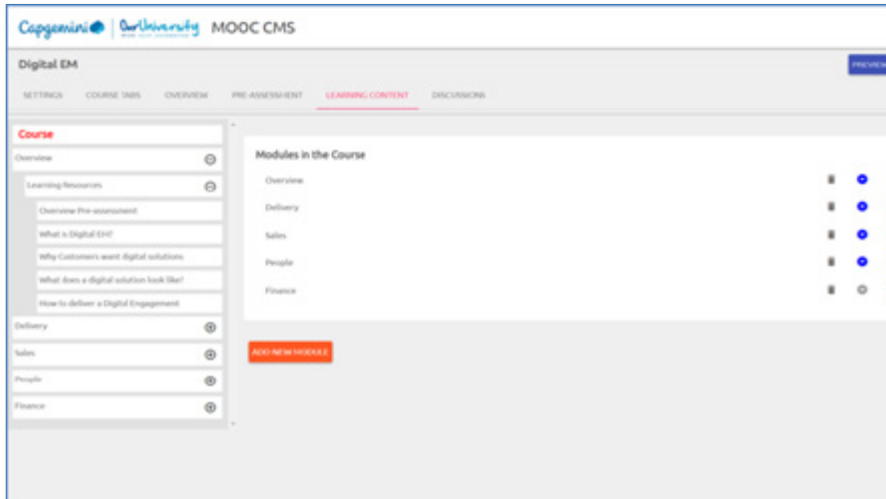 Capgemini OurUniversity MOOC CMS
Digital EM
PREVIEW
SETTINGS COURSE TABS OVERVIEW PRE-ASSESSMENT LEARNING CONTENT DISCUSSIONS
Course
Overview
Learning Resources
Overview Pre-assessment
What is Digital EM?
Why Customers want digital solutions
What does a digital solution look like?
How to deliver a Digital Engagement
Delivery
Sales
People
Finance
Modules in the Course
Overview
Delivery
Sales
People
Finance
ADD NEW MODULE